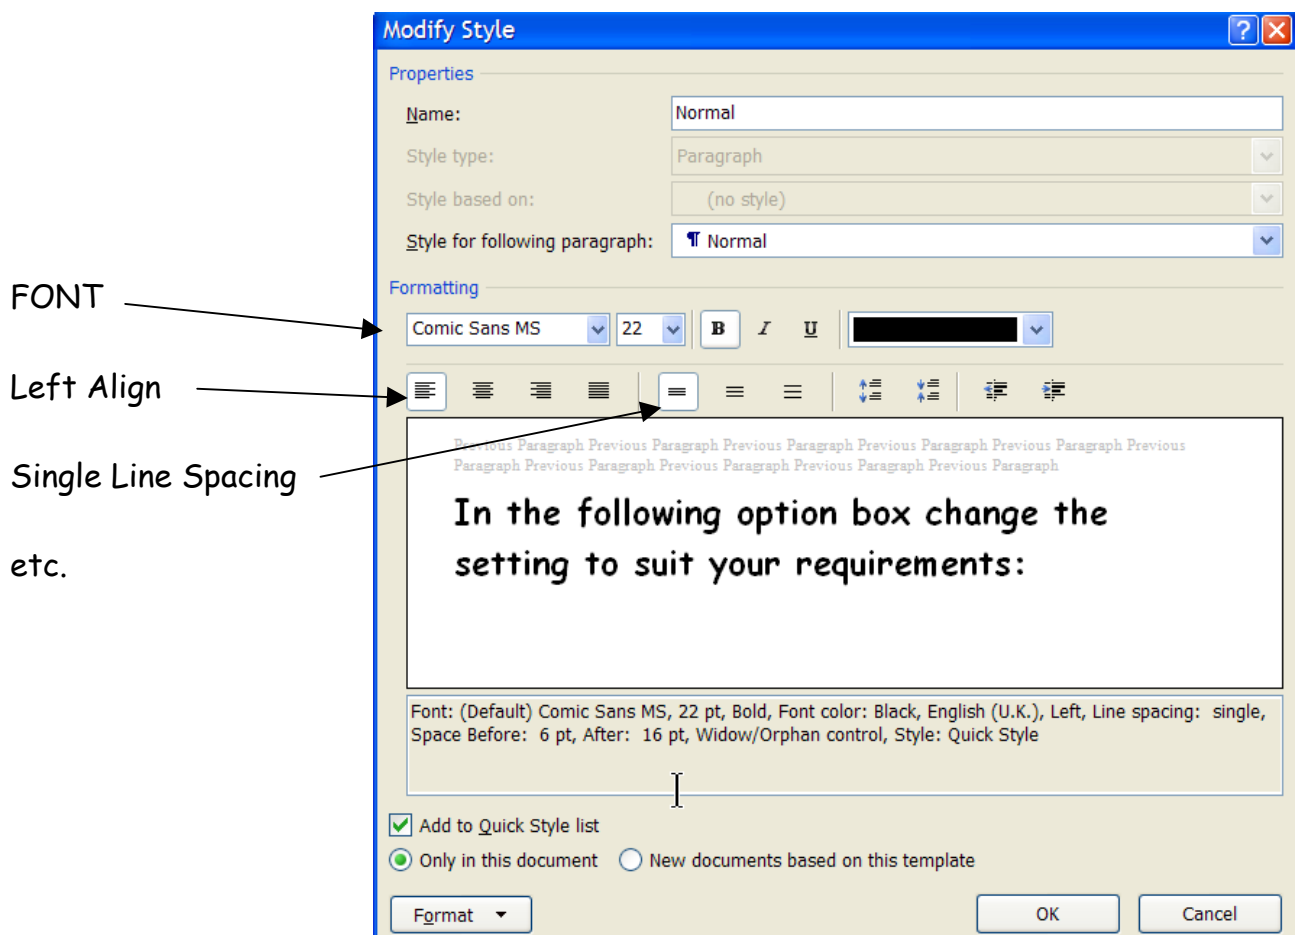 Modify Style
Properties
Name: Normal
Style type: Paragraph
Style based on: (no style)
Style for following paragraph: ¶ Normal
FONT
Formatting
Comic Sans MS 22 B I U
Left Align
Previous Paragraph Previous Paragraph Previous Paragraph Previous Paragraph Previous Paragraph Previous
Paragraph Previous Paragraph Previous Paragraph Previous Paragraph Previous Paragraph
Single Line Spacing
In the following option box change the
setting to suit your requirements:
etc.
Font: (Default) Comic Sans MS, 22 pt, Bold, Font color: Black, English (U.K.), Left, Line spacing: single,
Space Before: 6 pt, After: 16 pt, Widow/Orphan control, Style: Quick Style
Add to Quick Style list
Only in this document New documents based on this template
Format OK Cancel